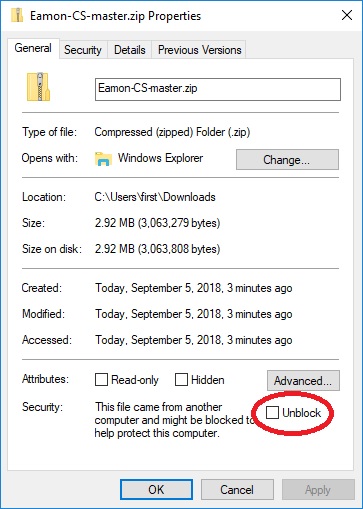 Eamon-CS-master.zip Properties
General Security Details Previous Versions
Eamon-CS-master.zip
Type of file: Compressed (zipped) Folder (.zip)
Opens with: Windows Explorer Change...
Location: C:\Users\first\Downloads
Size: 2.92 MB (3,063,279 bytes)
Size on disk: 2.92 MB (3,063,808 bytes)
Created: Today, September 5, 2018, 3 minutes ago
Modified: Today, September 5, 2018, 3 minutes ago
Accessed: Today, September 5, 2018, 3 minutes ago
Attributes: Read-only Hidden Advanced...
Security: This file came from another
computer and might be blocked to Unblock
help protect this computer.
OK Cancel Apply